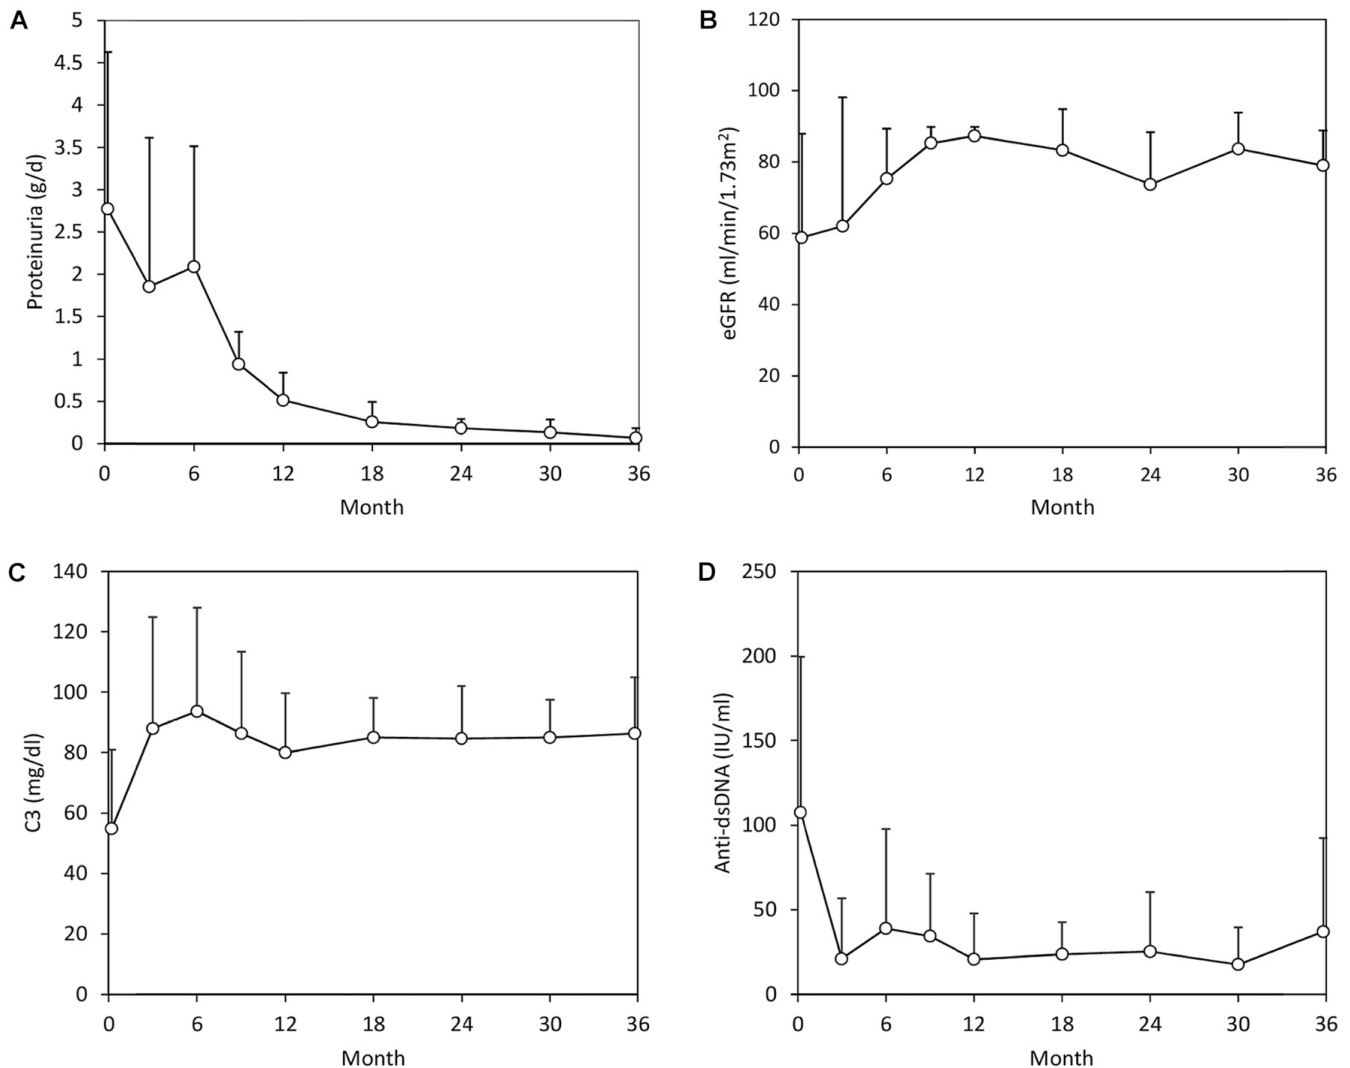 A
Proteinuria (g/d)
5
4.5
4
3.5
3
2.5
2
1.5
1
0.5
0
0 6 12 18 24 30 36
Month
B
eGFR (ml/min/1.73m²)
120
100
80
60
40
20
0
0 6 12 18 24 30 36
Month
C
C3 (mg/dl)
140
120
100
80
60
40
20
0
0 6 12 18 24 30 36
Month
D
Anti-dsDNA (IU/ml)
250
200
150
100
50
0
0 6 12 18 24 30 36
Month